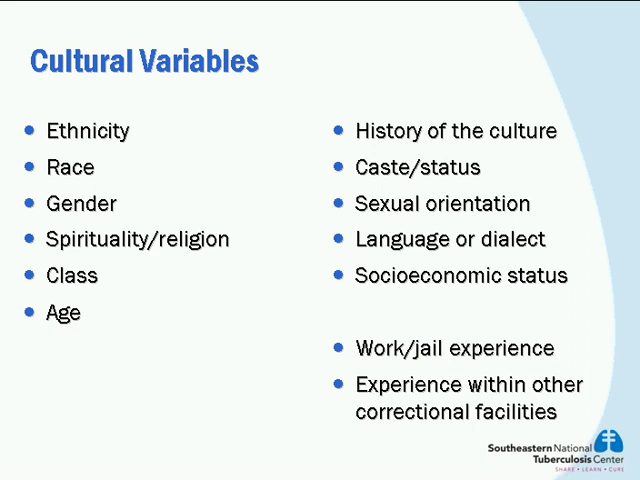 Cultural Variables
Ethnicity
Race
Gender
Spirituality/religion
Class
Age
History of the culture
Caste/status
Sexual orientation
Language or dialect
Socioeconomic status
Work/jail experience
Experience within other
correctional facilities
Southeastern National
Tuberculosis Center
SHARE • LEARN • CURE